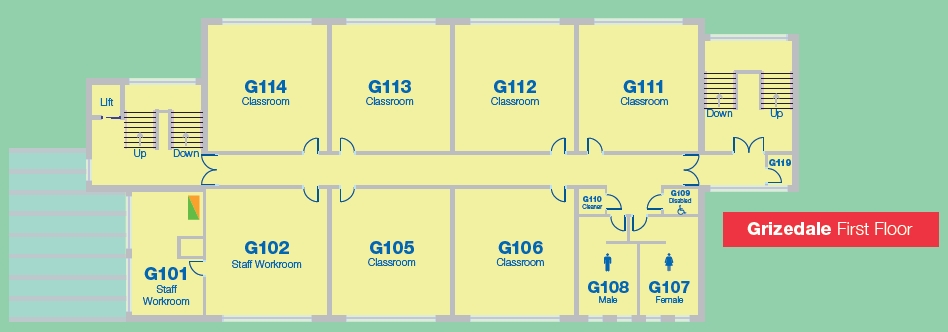 G114
Classroom
G113
Classroom
G112
Classroom
G111
Classroom
Lift
Up
Down
Down
Up
G119
G110
Cleaner
G109
Disabled
G101
Staff
Workroom
G102
Staff Workroom
G105
Classroom
G106
Classroom
G108
Male
G107
Female
Grizedale First Floor